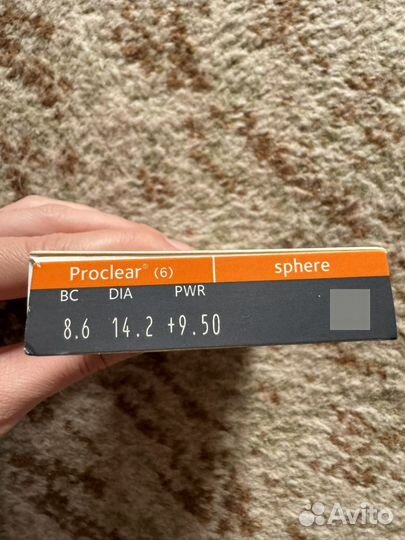 Proclear® (6) sphere
BC DIA PWR
8.6 14.2 +9.50
Avito